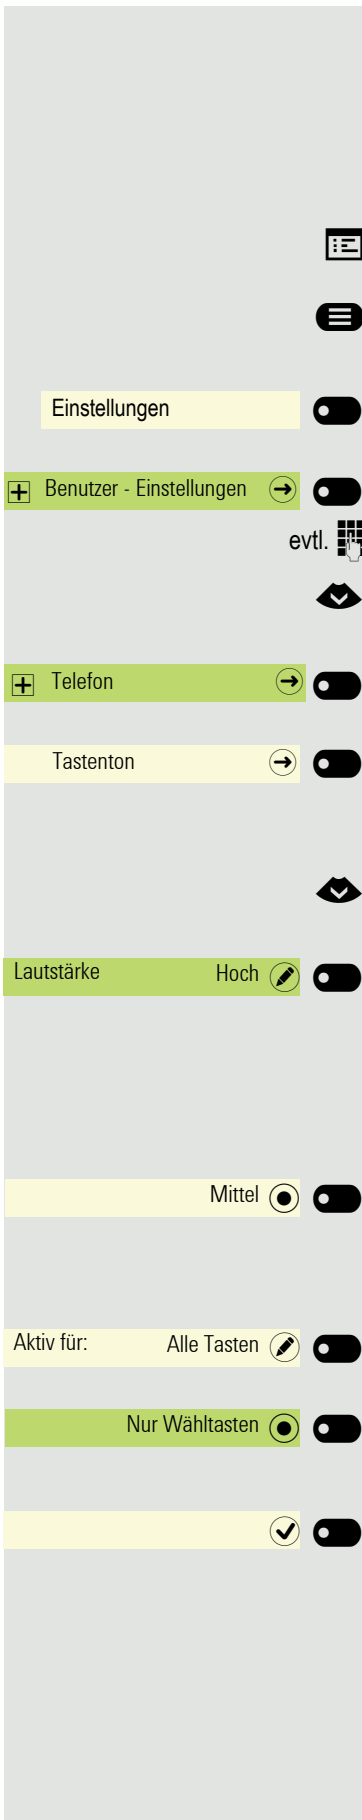 Einstellungen
Benutzer - Einstellungen
evtl.
Telefon
Tastenton
Lautstärke Hoch
Mittel
Aktiv für: Alle Tasten
Nur Wähltasten